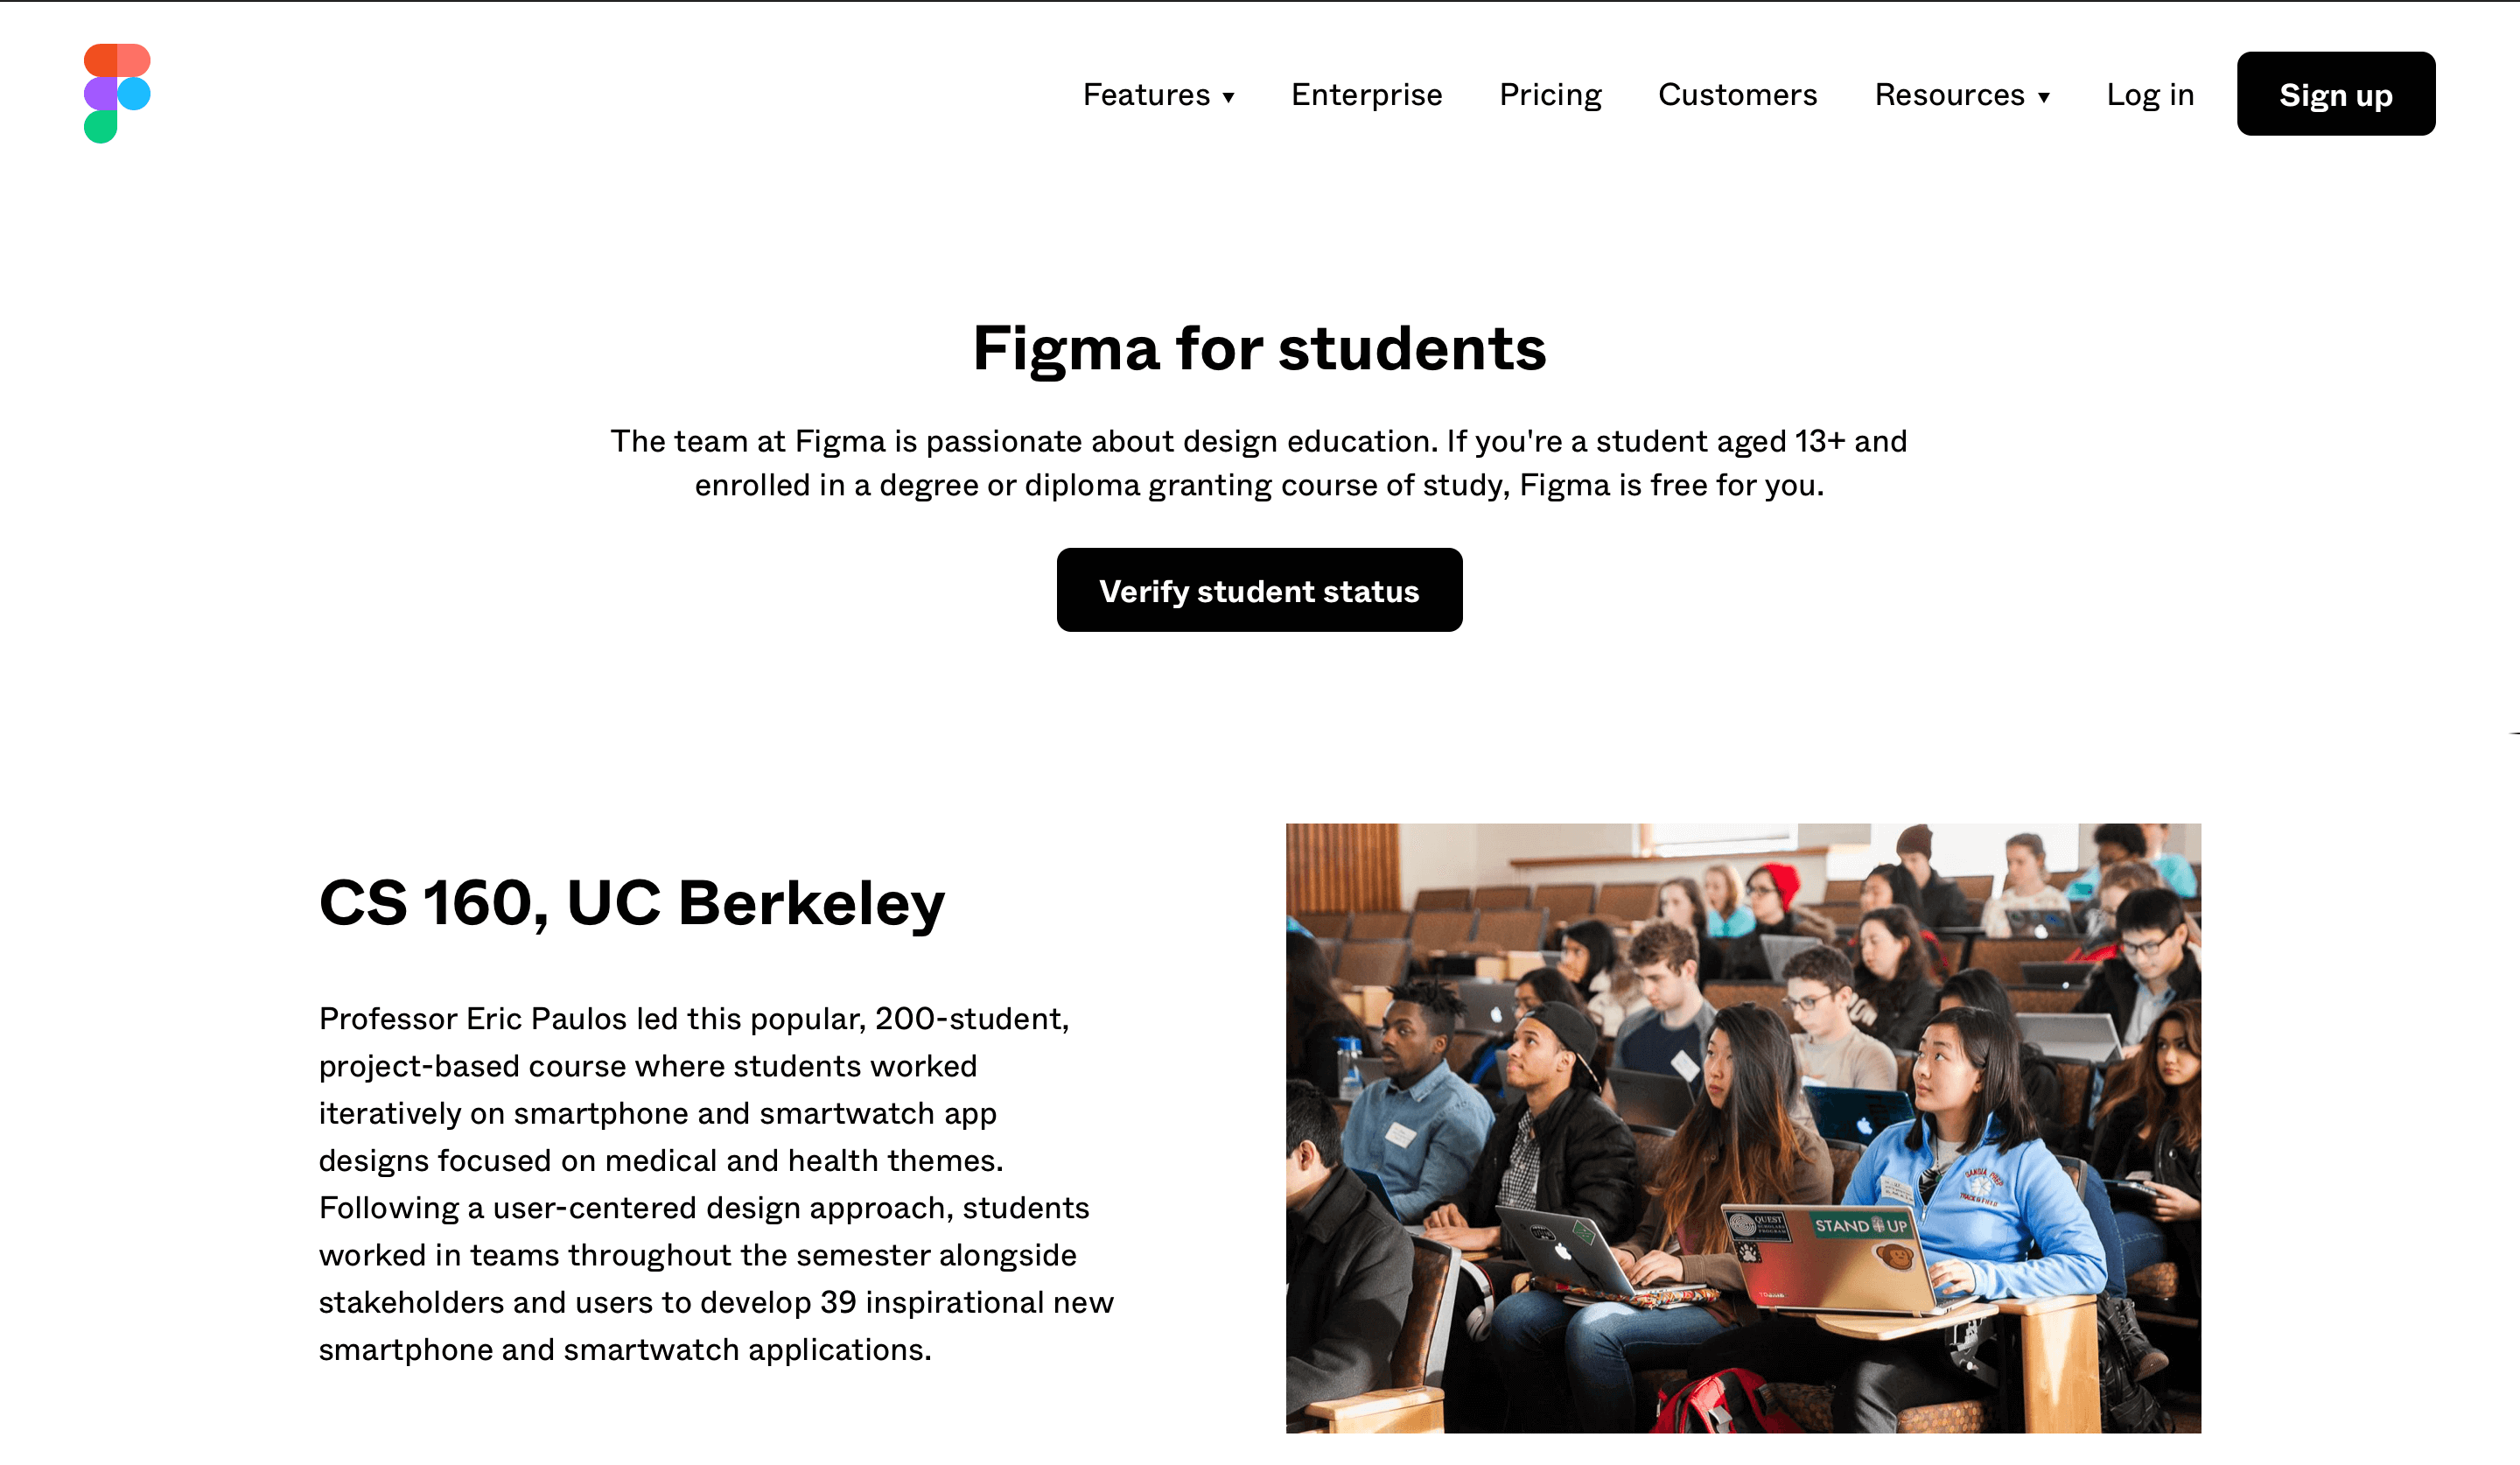 Features ▾ Enterprise Pricing Customers Resources ▾ Log in Sign up
Figma for students
The team at Figma is passionate about design education. If you're a student aged 13+ and
enrolled in a degree or diploma granting course of study, Figma is free for you.
Verify student status
CS 160, UC Berkeley
Professor Eric Paulos led this popular, 200-student,
project-based course where students worked
iteratively on smartphone and smartwatch app
designs focused on medical and health themes.
Following a user-centered design approach, students
worked in teams throughout the semester alongside
stakeholders and users to develop 39 inspirational new
smartphone and smartwatch applications.
QUEST
STAND UP
TOSHIBA